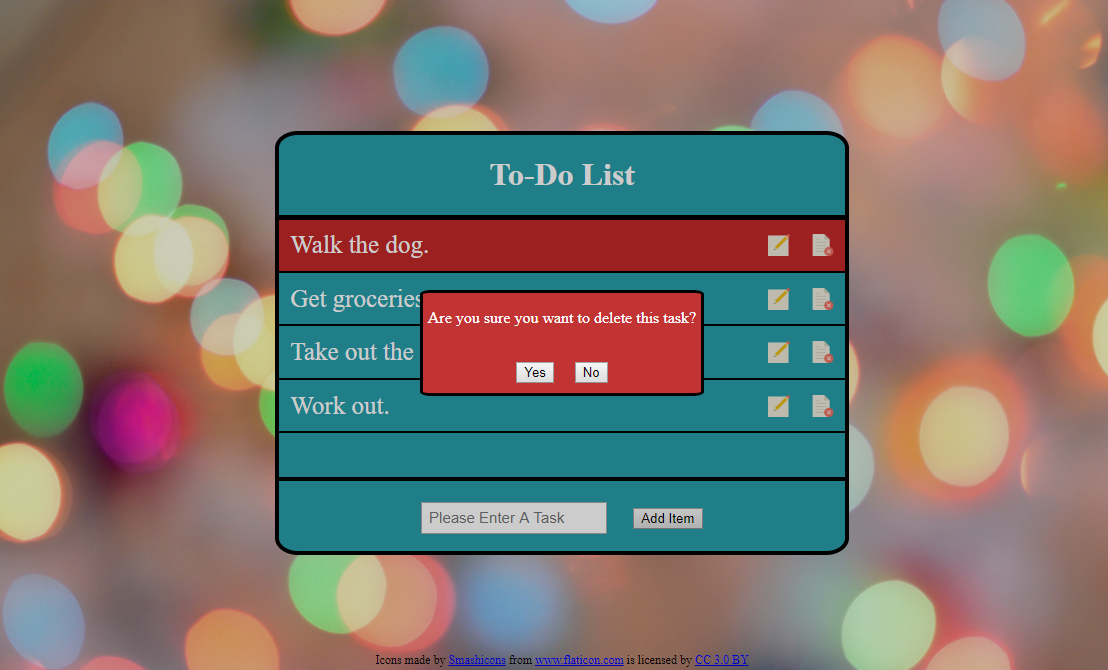 To-Do List
Walk the dog.
Get groceries
Are you sure you want to delete this task?
Take out the
Yes No
Work out.
Please Enter A Task Add Item
Icons made by Smashicons from www.flaticon.com is licensed by CC 3.0 BY